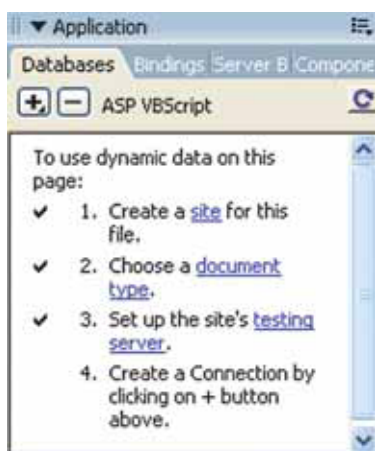 Application
Databases Bindings Server B Compone
ASP VBScript
To use dynamic data on this
page:
1. Create a site for this
file.
2. Choose a document
type.
3. Set up the site's testing
server.
4. Create a Connection by
clicking on + button
above.